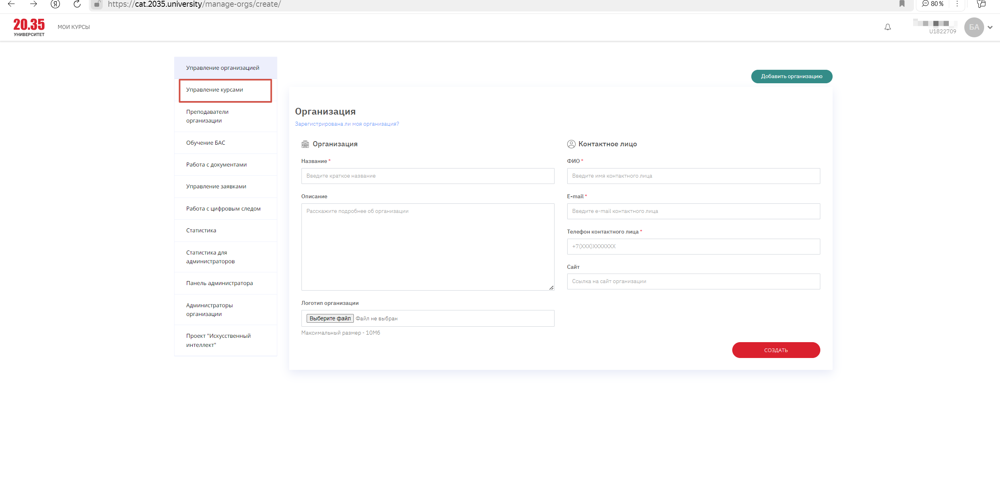 Я
https://cat.2035.university/manage-orgs/create/
80 %
20.35
УНИВЕРСИТЕТ
МОИ КУРСЫ
U1822709
БА
Управление организацией
Управление курсами
Преподаватели
организации
Обучение БАС
Работа с документами
Управление заявками
Работа с цифровым следом
Статистика
Статистика для
администраторов
Панель администратора
Администраторы
организации
Проект "Искусственный
интеллект"
Добавить организацию
Организация
Зарегистрирована ли моя организация?
Организация
Название *
Введите краткое название
Описание
Расскажите подробнее об организации
Логотип организации
Выберите файл Файл не выбран
Максимальный размер - 10Мб
Контактное лицо
ФИО *
Введите имя контактного лица
E-mail *
Введите e-mail контактного лица
Телефон контактного лица *
+7(XXX)XXXXXXX
Сайт
Ссылка на сайт организации
СОЗДАТЬ